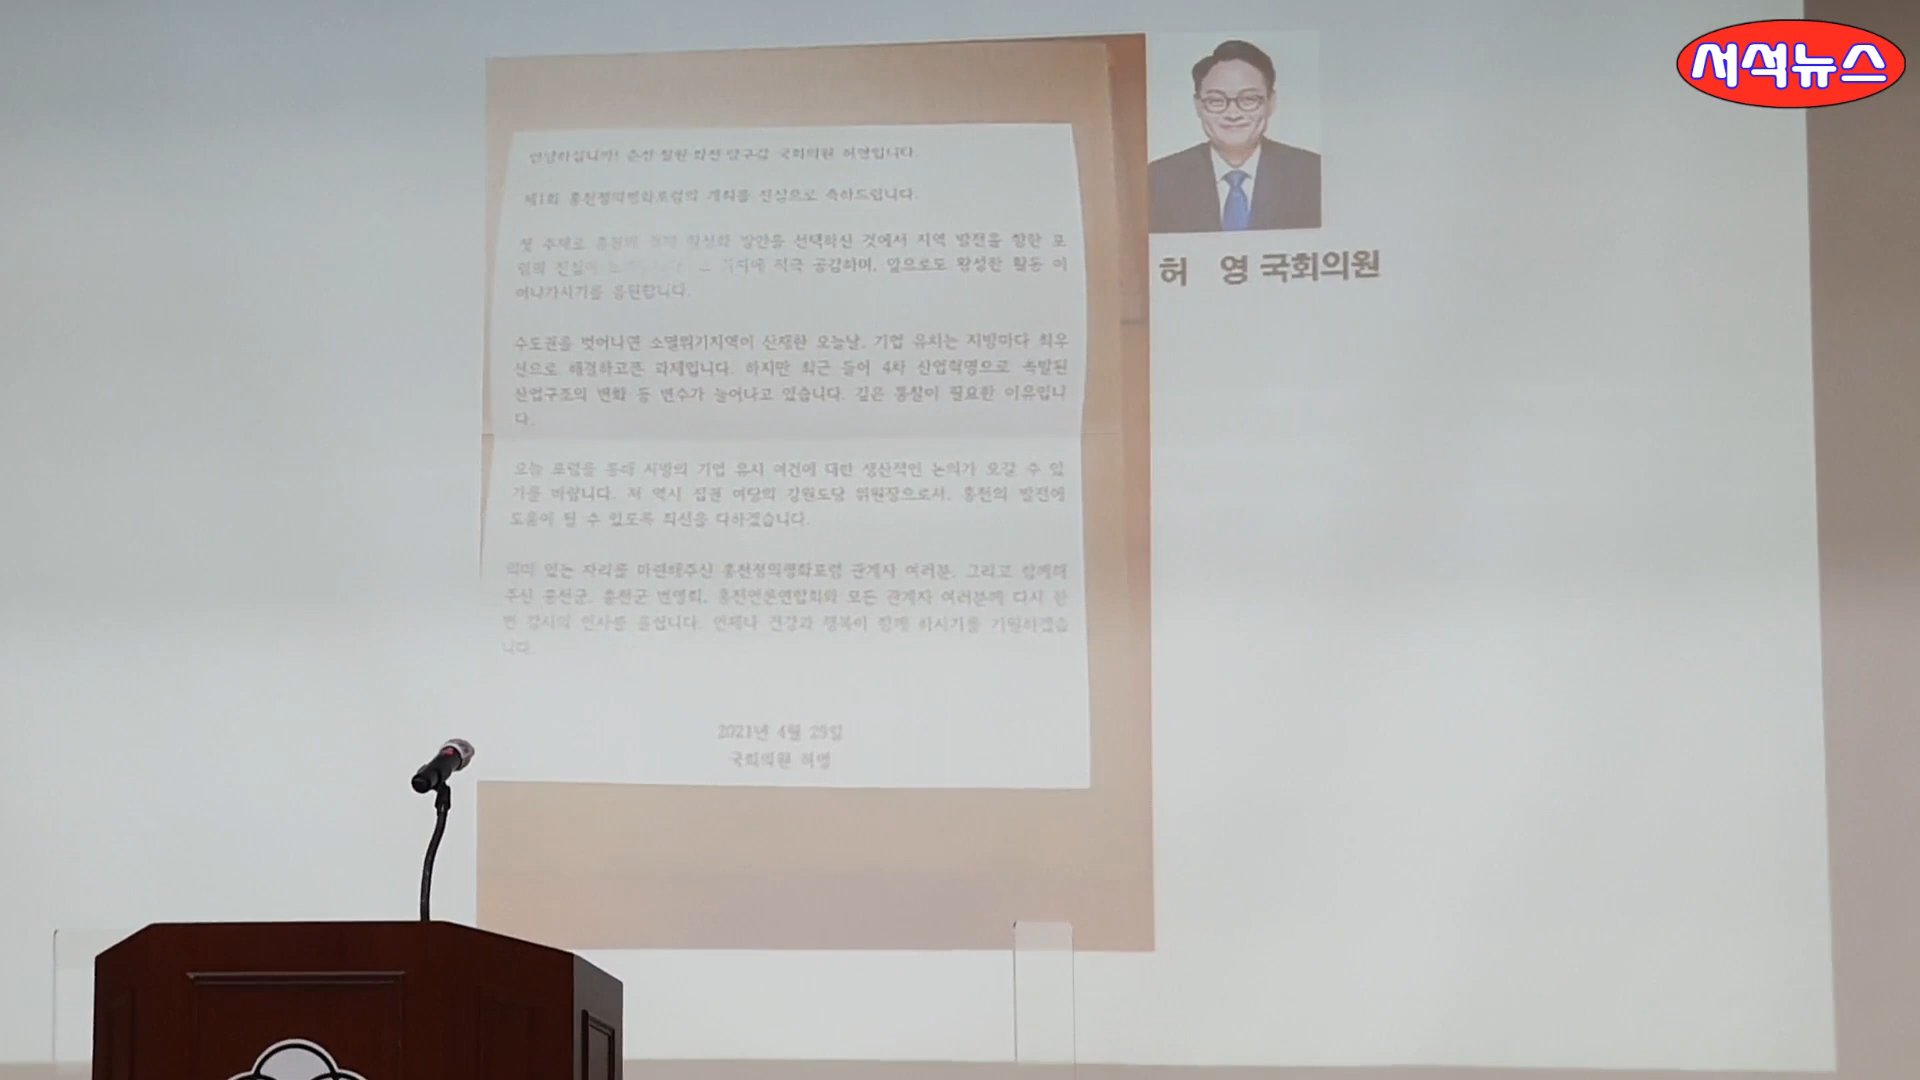 서석뉴스
안녕하십니까! 춘천·철원·화천·양구갑 국회의원 허영입니다.
제1회 홍천정의평화포럼의 개최를 진심으로 축하드립니다.
첫 주제로 홍천의 경제 활성화 방안을 선택하신 것에서 지역 발전을 향한 포
럼의 진심이 취지에 적극 공감하며, 앞으로도 왕성한 활동 이
어나가시기를 응원합니다.
수도권을 벗어나면 소멸위기지역이 산재한 오늘날, 기업 유치는 지방마다 최우
선으로 해결하고픈 과제입니다. 하지만 최근 들어 4차 산업혁명으로 촉발된
산업구조의 변화 등 변수가 늘어나고 있습니다. 깊은 통찰이 필요한 이유입니
다.
오늘 포럼을 통해 지방의 기업 유치 여건에 대한 생산적인 논의가 오갈 수 있
기를 바랍니다. 저 역시 집권 여당의 강원도당 위원장으로서, 홍천의 발전에
도움이 될 수 있도록 최선을 다하겠습니다.
의미 있는 자리를 마련해주신 홍천정의평화포럼 관계자 여러분, 그리고 함께해
주신 홍천군, 홍천군 번영회, 홍천언론연합회와 모든 관계자 여러분께 다시 한
번 감사의 인사를 올립니다. 언제나 건강과 행복이 함께 하시기를 기원하겠습
니다.
2021년 4월 29일
국회의원 허영
허 영 국회의원